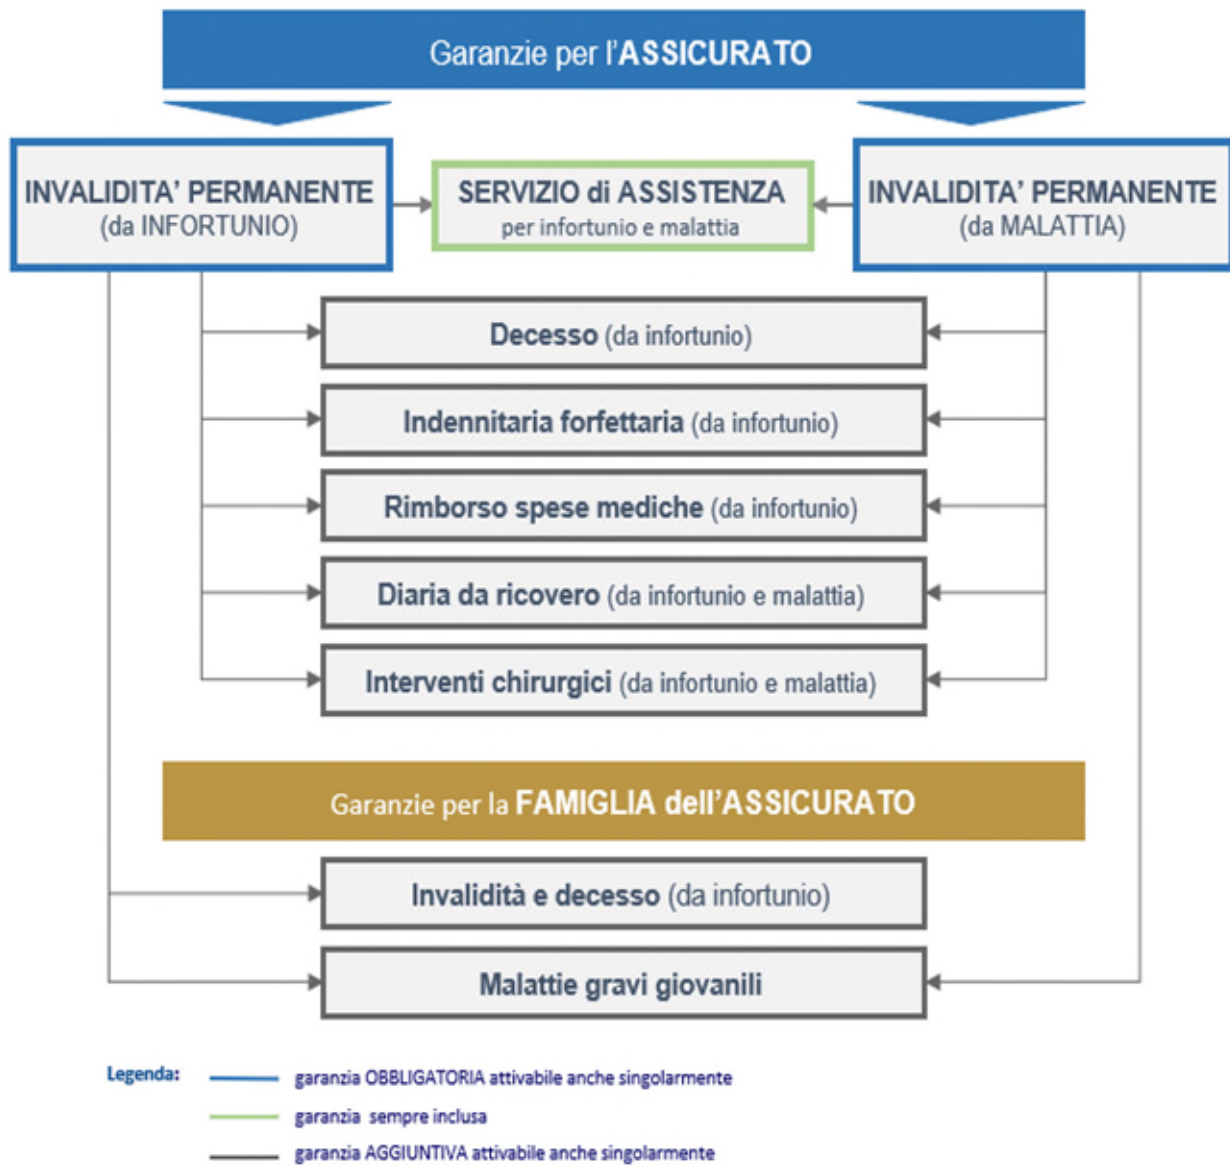 Garanzie per l'ASSICURATO
INVALIDITA' PERMANENTE
(da INFORTUNIO)
SERVIZIO di ASSISTENZA
per infortunio e malattia
INVALIDITA' PERMANENTE
(da MALATTIA)
Decesso (da infortunio)
Indennitaria forfettaria (da infortunio)
Rimborso spese mediche (da infortunio)
Diaria da ricovero (da infortunio e malattia)
Interventi chirurgici (da infortunio e malattia)
Garanzie per la FAMIGLIA dell'ASSICURATO
Invalidità e decesso (da infortunio)
Malattie gravi giovanili
Legenda:
garanzia OBBLIGATORIA attivabile anche singolarmente
garanzia sempre inclusa
garanzia AGGIUNTIVA attivabile anche singolarmente